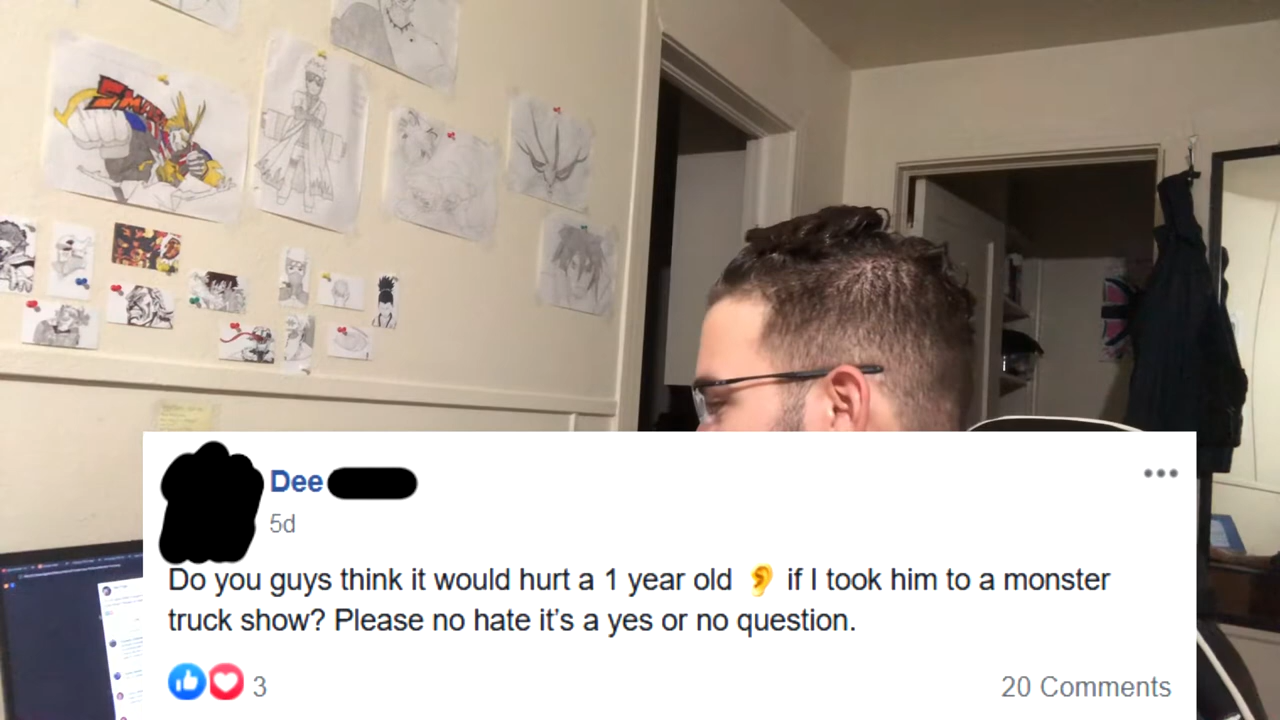 Dee
5d
Do you guys think it would hurt a 1 year old 👂 if I took him to a monster
truck show? Please no hate it's a yes or no question.
3
20 Comments